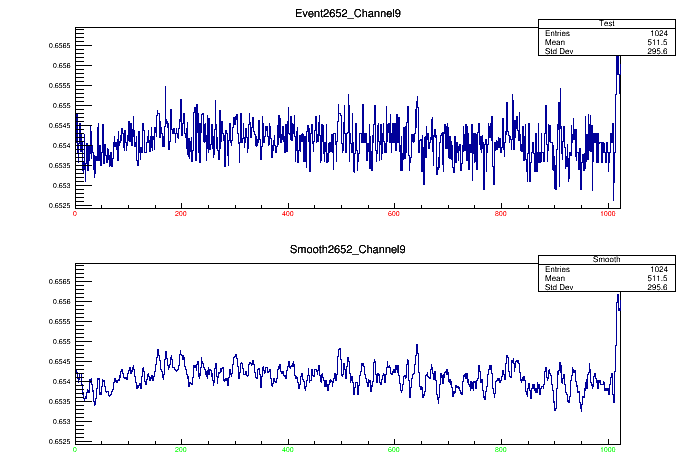 Event2652_Channel9
Test
Entries 1024
Mean 511.5
Std Dev 295.6
0.6565
0.656
0.6555
0.655
0.6545
0.654
0.6535
0.653
0.6525
0 200 400 600 800 1000
Smooth2652_Channel9
Smooth
Entries 1024
Mean 511.5
Std Dev 295.6
0.6565
0.656
0.6555
0.655
0.6545
0.654
0.6535
0.653
0.6525
0 200 400 600 800 1000